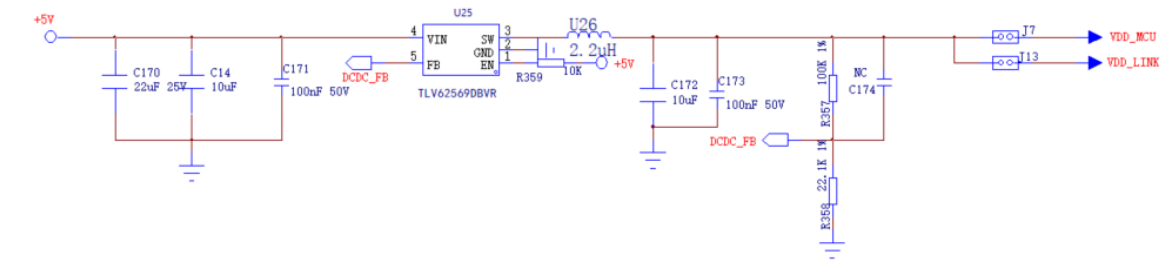 +5V
U25
U26
4
VIN
SW
3
GND
2
5
FB
EN
1
2.2uH
R359
10K
+5V
DCDC_FB
TLV62569DBVR
C170
22uF 25V
C14
10uF
C171
100nF 50V
C172
10uF
C173
100nF 50V
100K 1%
R357
NC
C174
DCDC_FB
22.1K 1%
R358
J7
VDD_MCU
J13
VDD_LINK